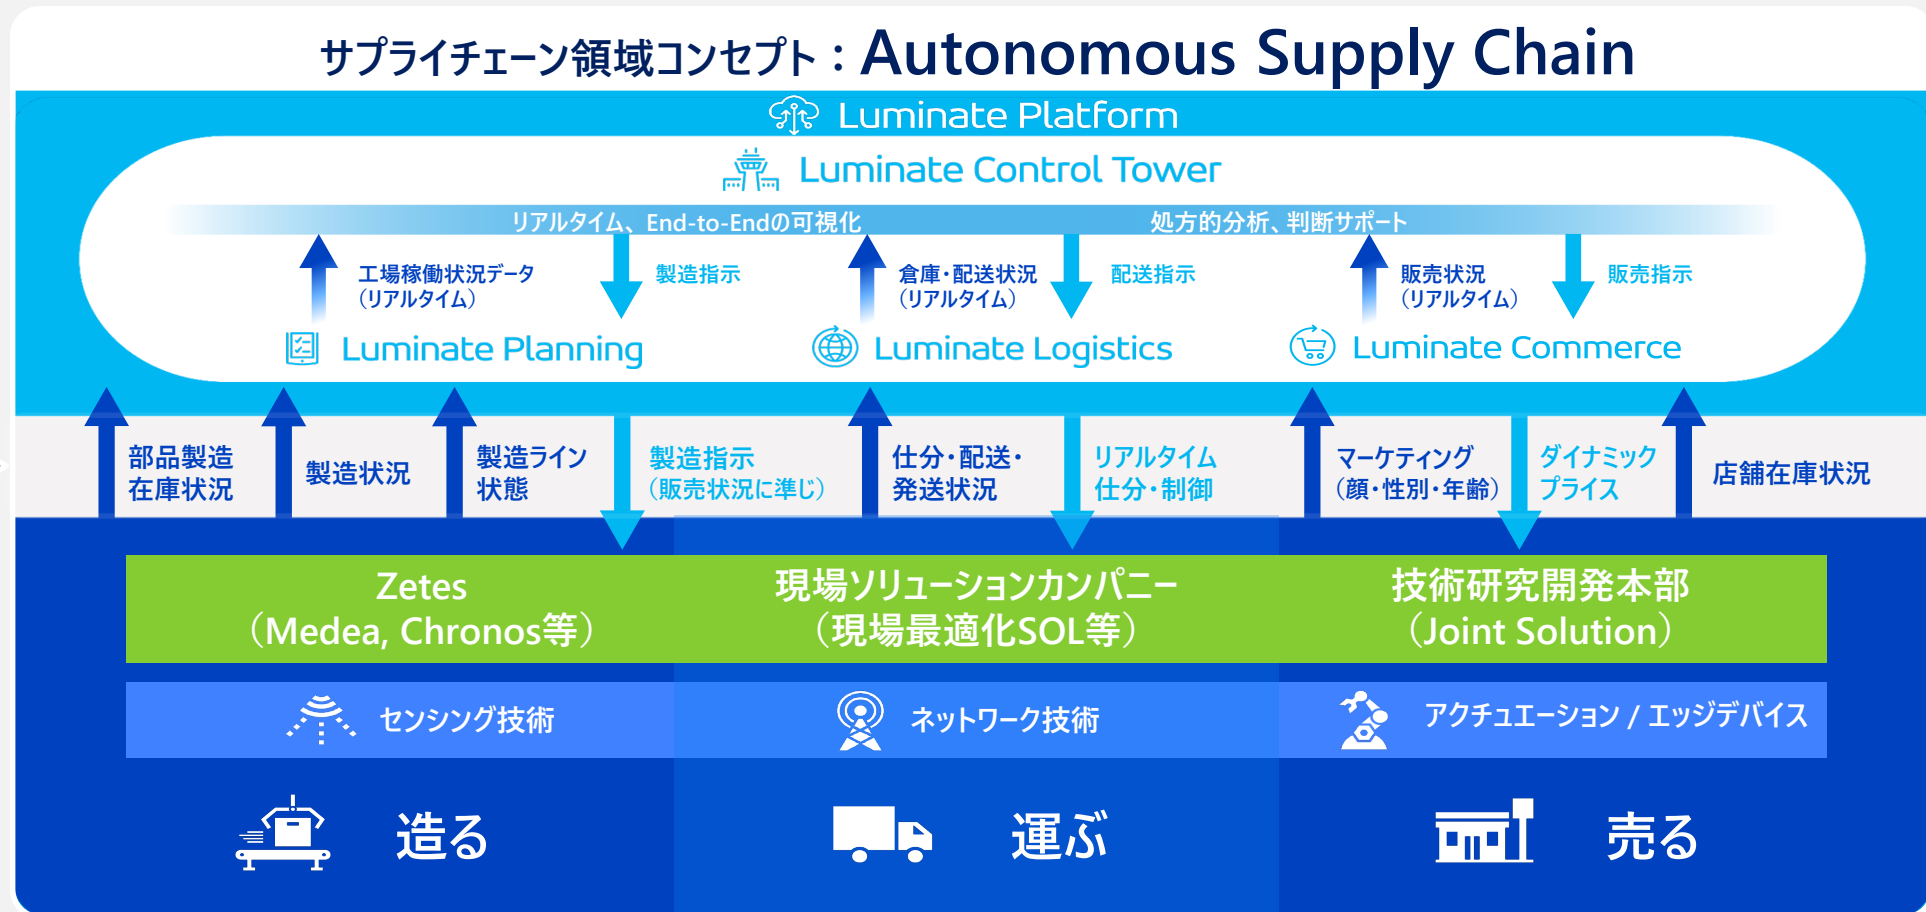 サプライチェーン領域コンセプト：Autonomous Supply Chain
Luminate Platform
Luminate Control Tower
リアルタイム、End-to-Endの可視化
処方的分析、判断サポート
工場稼働状況データ
（リアルタイム）
製造指示
倉庫・配送状況
（リアルタイム）
配送指示
販売状況
（リアルタイム）
販売指示
Luminate Planning
Luminate Logistics
Luminate Commerce
部品製造
在庫状況
製造状況
製造ライン
状態
製造指示
（販売状況に準じ）
仕分・配送・
発送状況
リアルタイム
仕分・制御
マーケティング
（顔・性別・年齢）
ダイナミック
プライス
店舗在庫状況
Zetes
（Medea, Chronos等）
現場ソリューションカンパニー
（現場最適化SOL等）
技術研究開発本部
（Joint Solution）
センシング技術
ネットワーク技術
アクチュエーション / エッジデバイス
造る
運ぶ
売る